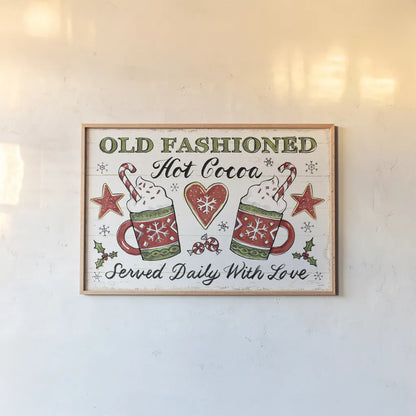 OLD FASHIONED
Hot Cocoa
Served Daily With Love